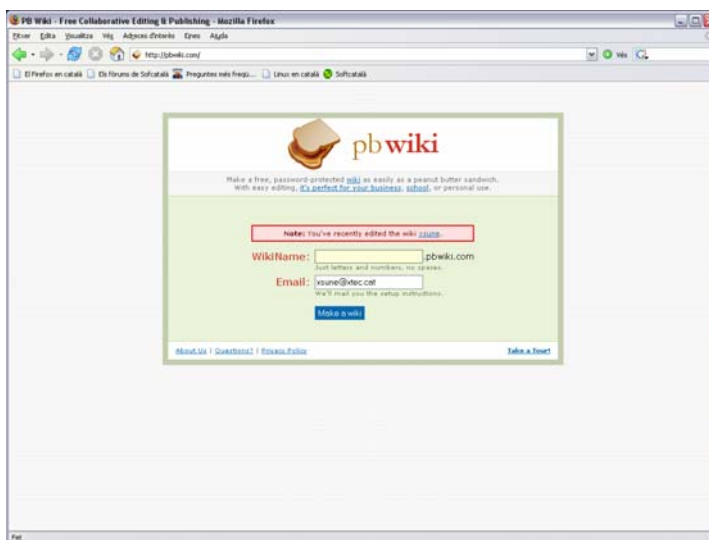 PB Wiki - Free Collaborative Editing & Publishing - Mozilla Firefox
Fitxer Edita Visualitza Vés Adreces d'interès Eines Ajuda
http://pbwiki.com/ Vés
El Firefox en català Els fòrums de Softcatalà Preguntes més freqü... Linux en català Softcatalà
pbwiki
Make a free, password-protected wiki as easily as a peanut butter sandwich.
With easy editing, it's perfect for your business, school, or personal use.
Note: You've recently edited the wiki xsune.
WikiName: .pbwiki.com
Just letters and numbers, no spaces.
Email: xsune@xtec.cat
We'll mail you the setup instructions.
Make a wiki
About Us | Questions? | Privacy Policy Take a Tour!
Fet